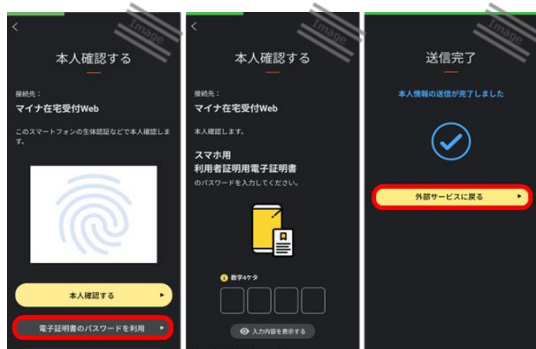 Image
本人確認する
接続先：
マイナ在宅受付Web
このスマートフォンの生体認証などで本人確認しま
す。
本人確認する
電子証明書のパスワードを利用
Image
本人確認する
接続先：
マイナ在宅受付Web
本人確認します。
スマホ用
利用者証明用電子証明書
のパスワードを入力してください。
数字4ケタ
入力内容を表示する
Image
送信完了
本人情報の送信が完了しました
外部サービスに戻る